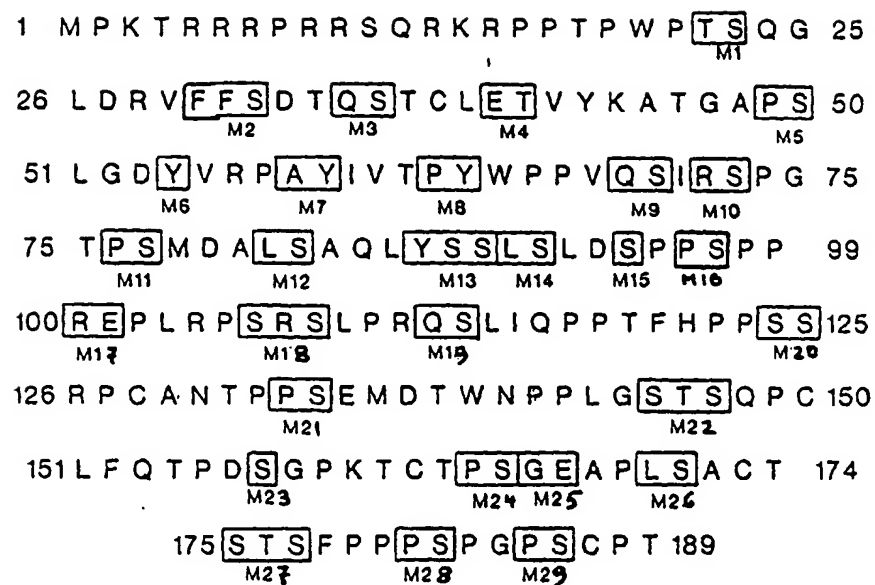 1 M P K T R R R P R R S Q R K R P P T P W P T S Q G 25
M1
26 L D R V F F S D T Q S T C L E T V Y K A T G A P S 50
M2 M3 M4 M5
51 L G D Y V R P A Y I V T P Y W P P V Q S I R S P G 75
M6 M7 M8 M9 M10
75 T P S M D A L S A Q L Y S S L S L D S P P S P P 99
M11 M12 M13 M14 M15 M16
100 R E P L R P S R S L P R Q S L I Q P P T F H P P S S 125
M17 M18 M19 M20
126 R P C A N T P P S E M D T W N P P L G S T S Q P C 150
M21 M22
151 L F Q T P D S G P K T C T P S G E A P L S A C T 174
M23 M24 M25 M26
175 S T S F P P P S P G P S C P T 189
M27 M28 M29